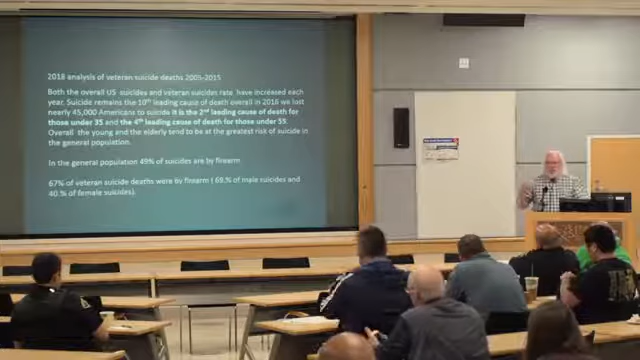 2018 analysis of veteran suicide deaths 2005-2015
Both the overall US suicides and veteran suicides rate have increased each
year. Suicide remains the 10th leading cause of death overall in 2016 we lost
nearly 45,000 Americans to suicide it is the 2nd leading cause of death for
those under 35 and the 4th leading cause of death for those under 55.
Overall the young and the elderly tend to be at the greatest risk of suicide in
the general population.
In the general population 49% of suicides are by firearm
67% of veteran suicide deaths were by firearm ( 69.% of male suicides and
40.% of female suicides).